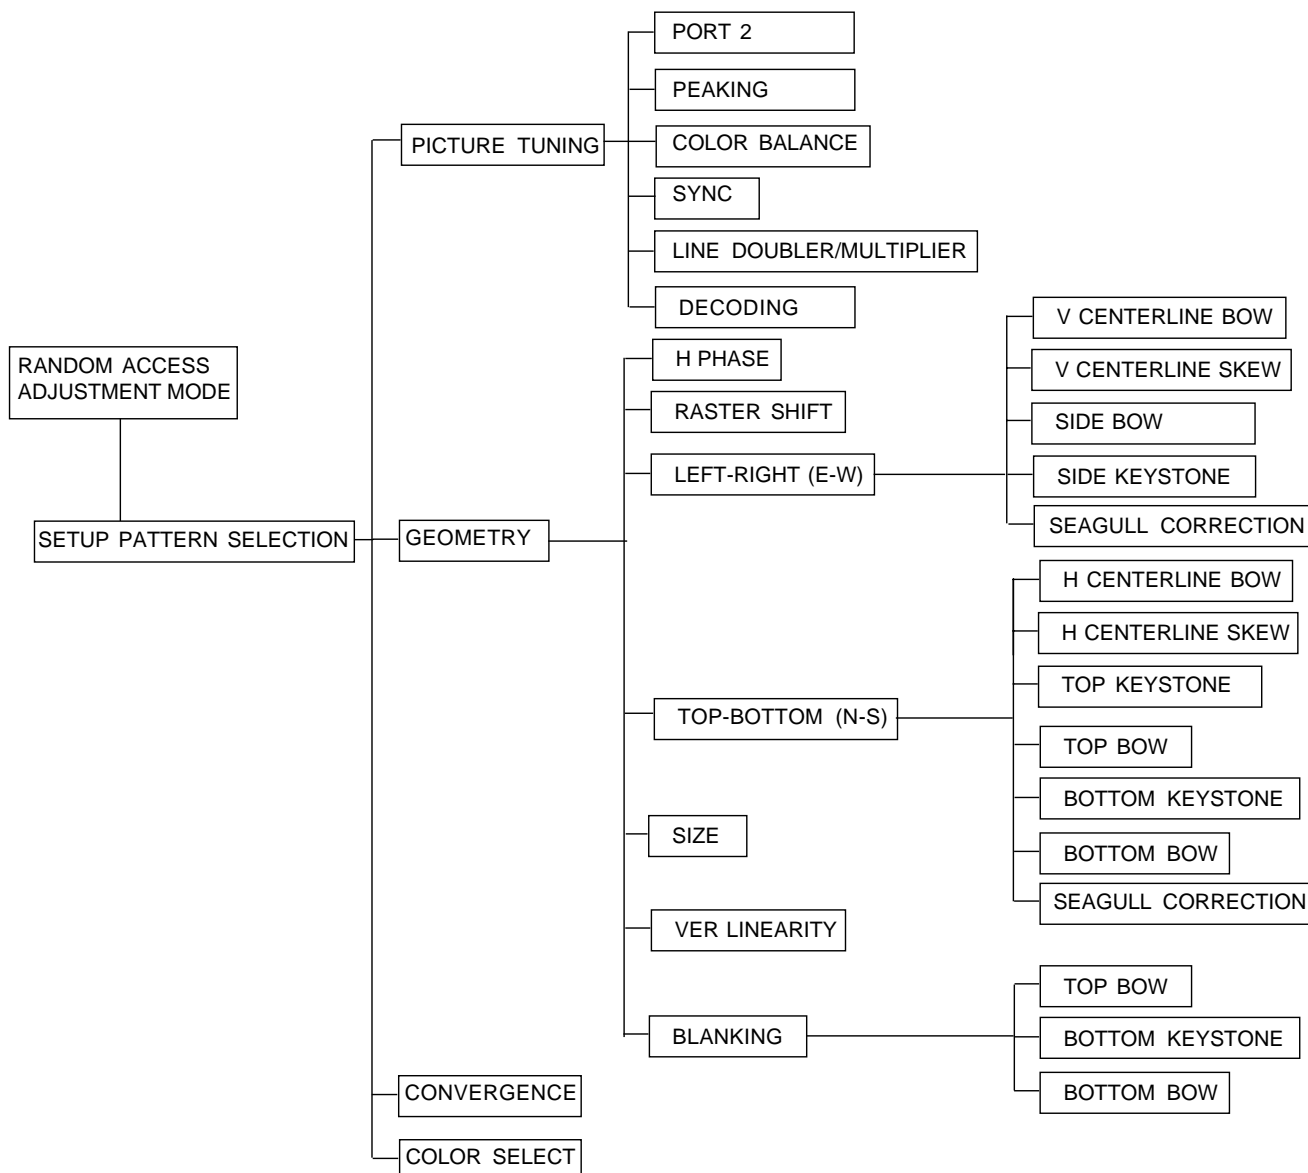 RANDOM ACCESS
ADJUSTMENT MODE
SETUP PATTERN SELECTION
PICTURE TUNING
PORT 2
PEAKING
COLOR BALANCE
SYNC
LINE DOUBLER/MULTIPLIER
DECODING
GEOMETRY
H PHASE
RASTER SHIFT
LEFT-RIGHT (E-W)
V CENTERLINE BOW
V CENTERLINE SKEW
SIDE BOW
SIDE KEYSTONE
SEAGULL CORRECTION
TOP-BOTTOM (N-S)
H CENTERLINE BOW
H CENTERLINE SKEW
TOP KEYSTONE
TOP BOW
BOTTOM KEYSTONE
BOTTOM BOW
SEAGULL CORRECTION
SIZE
VER LINEARITY
BLANKING
TOP BOW
BOTTOM KEYSTONE
BOTTOM BOW
CONVERGENCE
COLOR SELECT